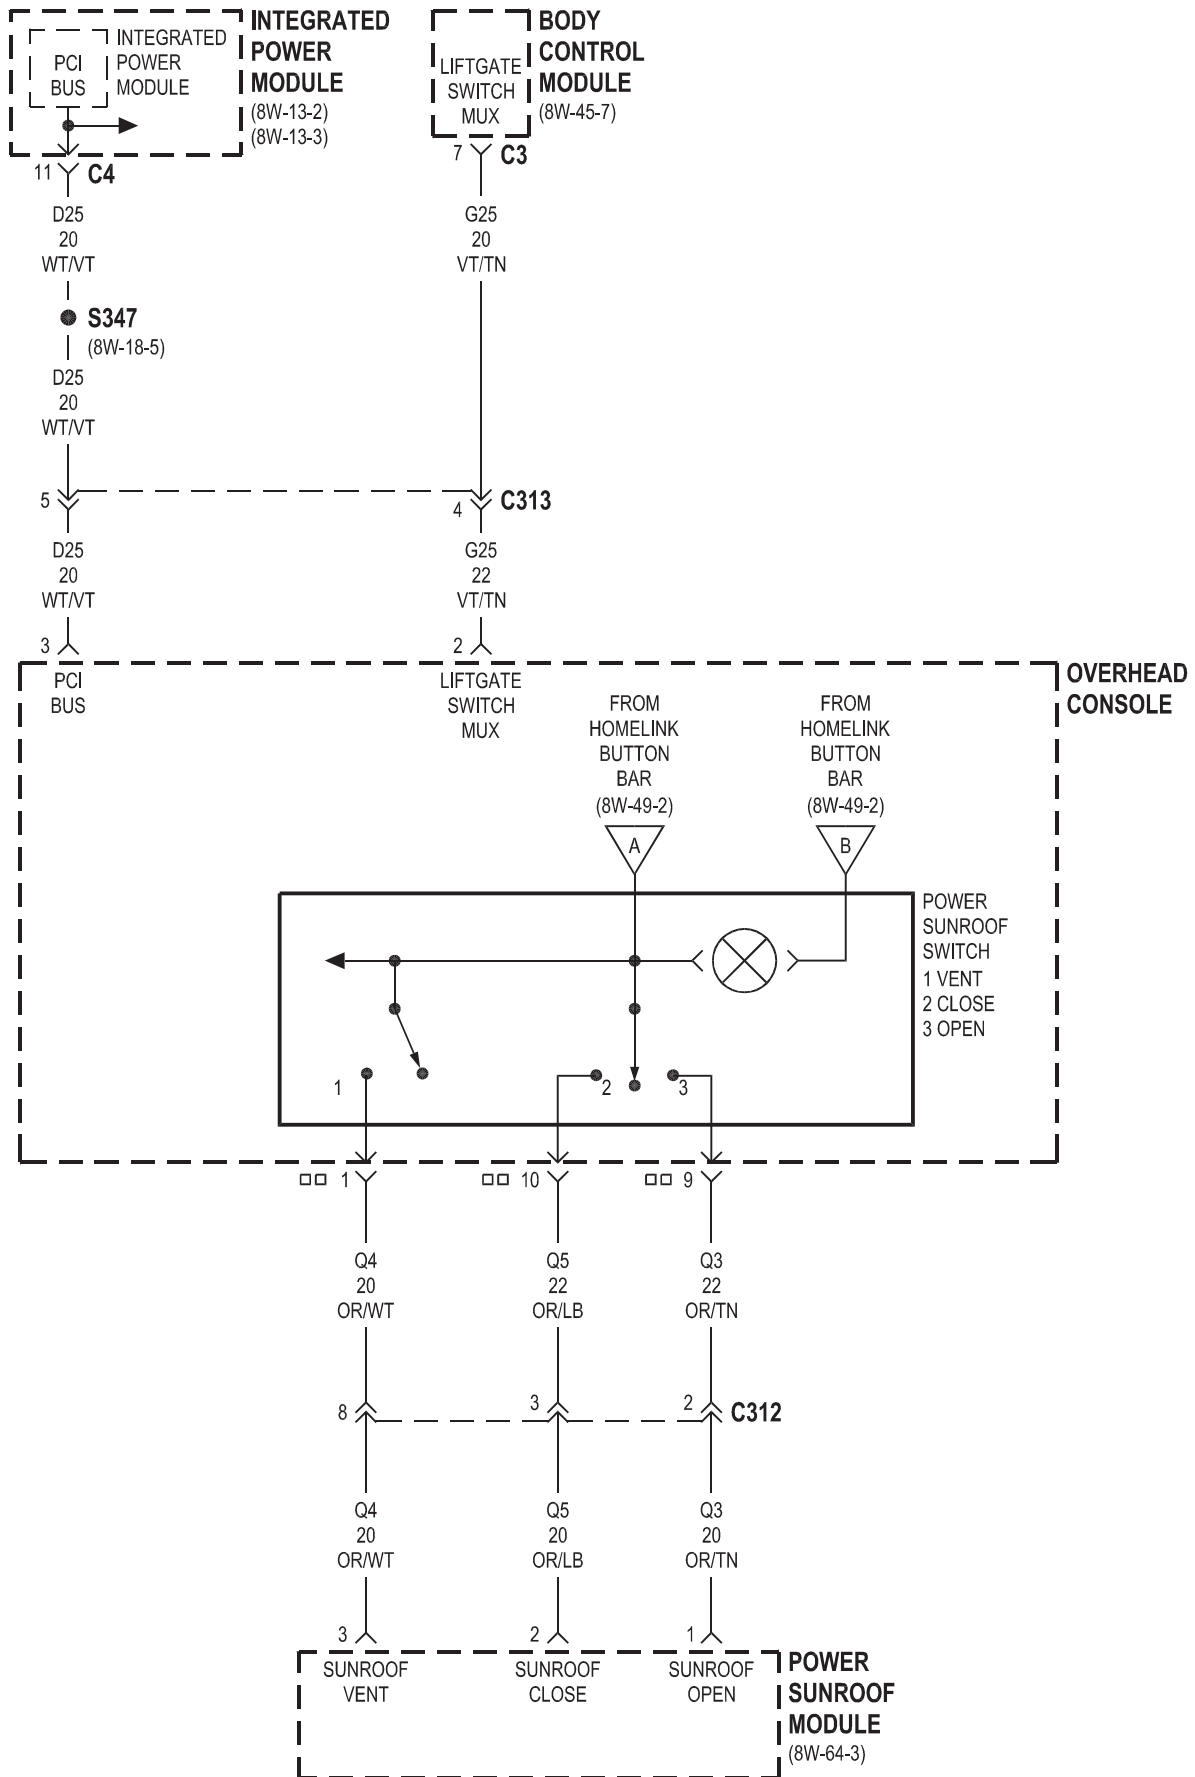 INTEGRATED
POWER
MODULE
(8W-13-2)
(8W-13-3)
PCI
BUS
INTEGRATED
POWER
MODULE
BODY
CONTROL
MODULE
(8W-45-7)
LIFTGATE
SWITCH
MUX
11 C4
7 C3
D25
20
WT/VT
G25
20
VT/TN
S347
(8W-18-5)
D25
20
WT/VT
5
4 C313
D25
20
WT/VT
G25
22
VT/TN
3
2
OVERHEAD
CONSOLE
PCI
BUS
LIFTGATE
SWITCH
MUX
FROM
HOMELINK
BUTTON
BAR
(8W-49-2)
A
FROM
HOMELINK
BUTTON
BAR
(8W-49-2)
B
POWER
SUNROOF
SWITCH
1 VENT
2 CLOSE
3 OPEN
1
2
3
1
10
9
Q4
20
OR/WT
Q5
22
OR/LB
Q3
22
OR/TN
8
3
2 C312
Q4
20
OR/WT
Q5
20
OR/LB
Q3
20
OR/TN
3
2
1
SUNROOF
VENT
SUNROOF
CLOSE
SUNROOF
OPEN
POWER
SUNROOF
MODULE
(8W-64-3)